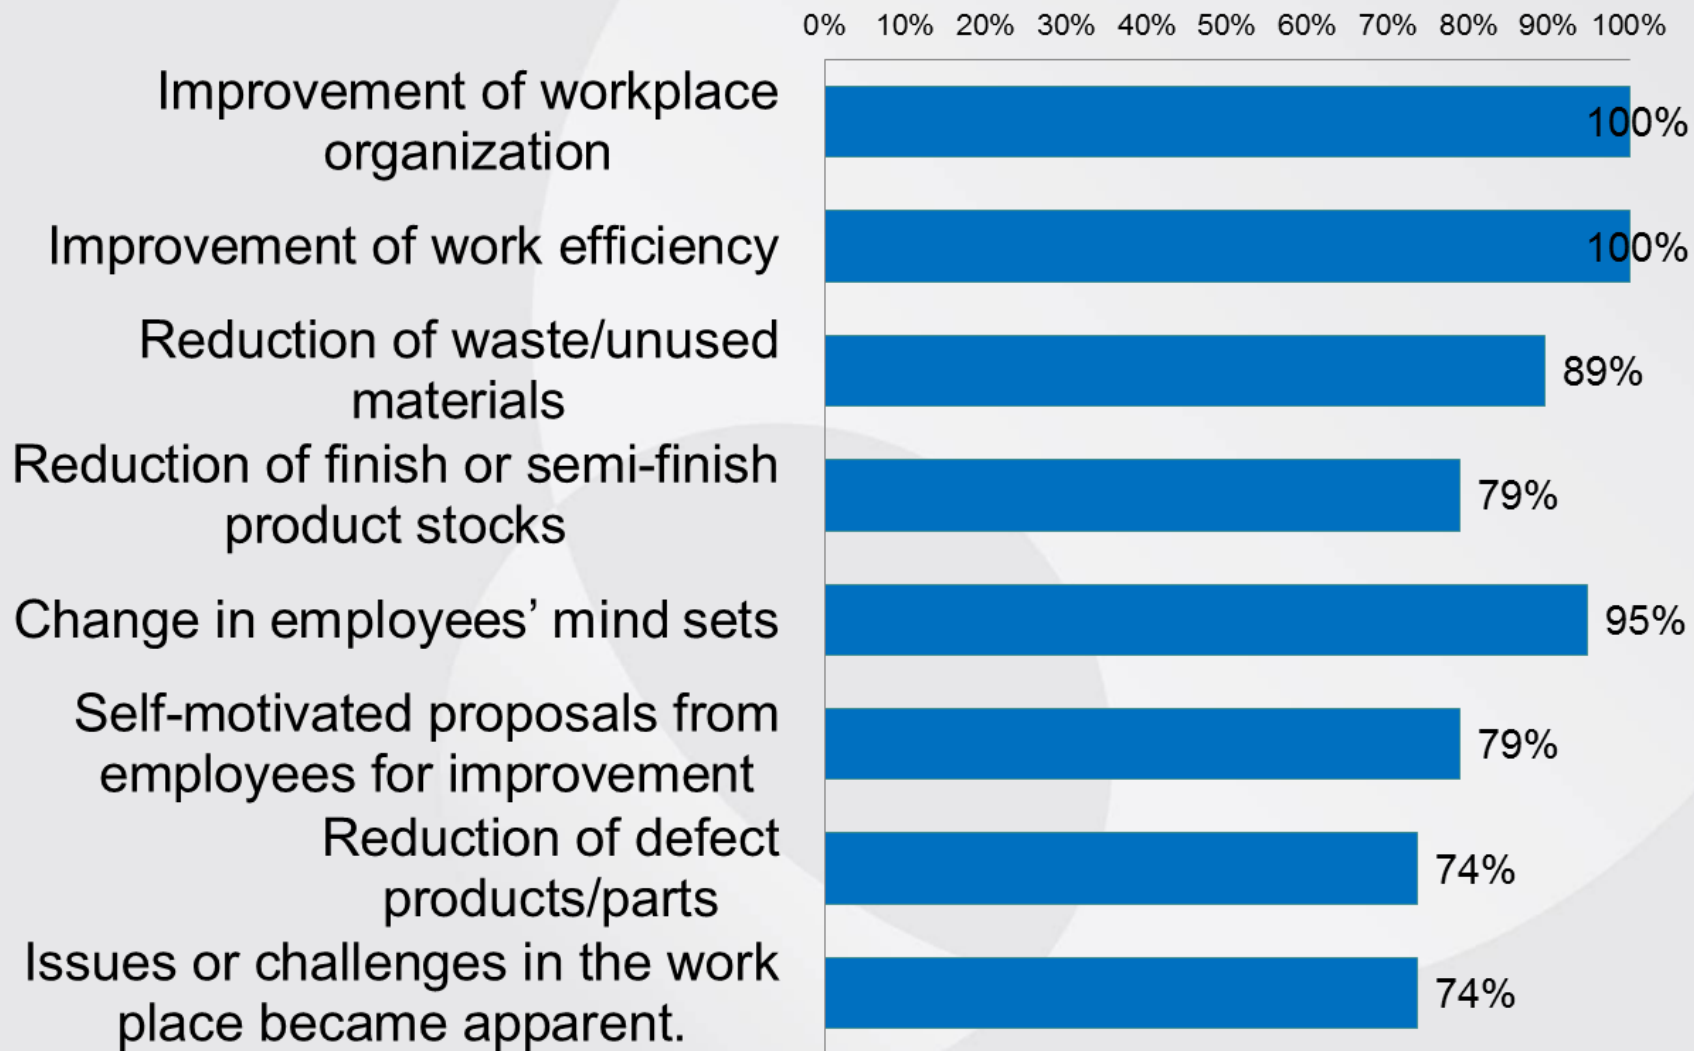 0% 10% 20% 30% 40% 50% 60% 70% 80% 90% 100%
Improvement of workplace
organization
100%
Improvement of work efficiency
100%
Reduction of waste/unused
materials
89%
Reduction of finish or semi-finish
product stocks
79%
Change in employees’ mind sets
95%
Self-motivated proposals from
employees for improvement
79%
Reduction of defect
products/parts
74%
Issues or challenges in the work
place became apparent.
74%